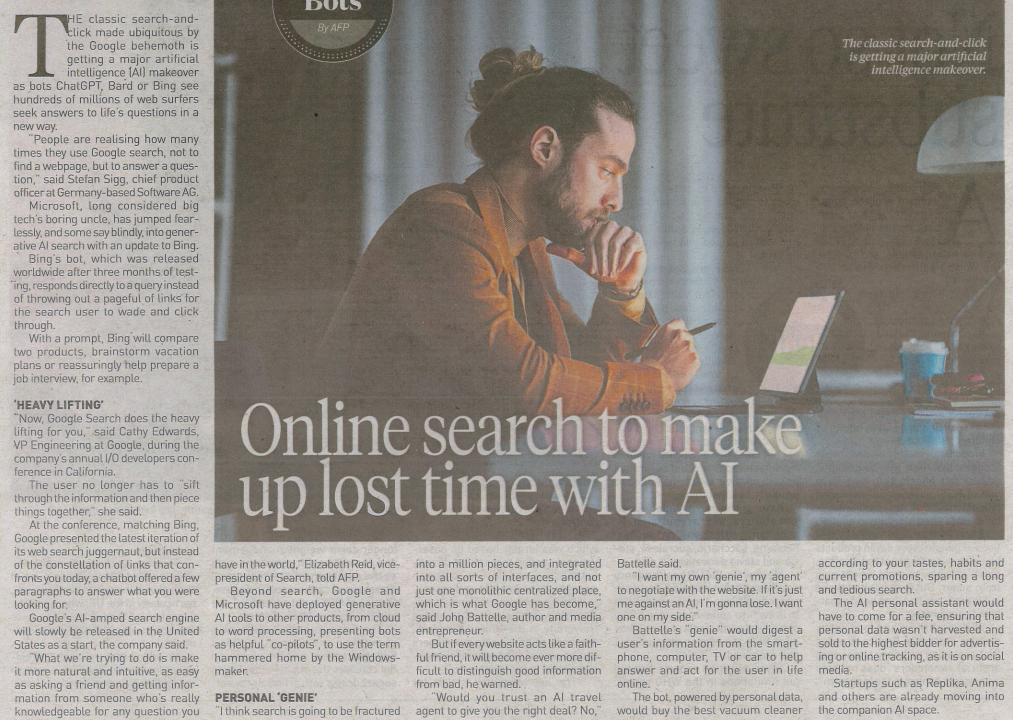 Bots
By AFP
The classic search-and-click
is getting a major artificial
intelligence makeover.
Online search to make
up lost time with AI
THE classic search-and-
click made ubiquitous by
the Google behemoth is
getting a major artificial
intelligence (AI) makeover
as bots ChatGPT, Bard or Bing see
hundreds of millions of web surfers
seek answers to life's questions in a
new way.
"People are realising how many
times they use Google search, not to
find a webpage, but to answer a ques-
tion," said Stefan Sigg, chief product
officer at Germany-based Software AG.
Microsoft, long considered big
tech's boring uncle, has jumped fear-
lessly, and some say blindly, into gener-
ative AI search with an update to Bing.
Bing's bot, which was released
worldwide after three months of test-
ing, responds directly to a query instead
of throwing out a pageful of links for
the search user to wade and click
through.
With a prompt, Bing will compare
two products, brainstorm vacation
plans or reassuringly help prepare a
job interview, for example.
'HEAVY LIFTING'
"Now, Google Search does the heavy
lifting for you," said Cathy Edwards,
VP Engineering at Google, during the
company's annual I/O developers con-
ference in California.
The user no longer has to "sift
through the information and then piece
things together," she said.
At the conference, matching Bing,
Google presented the latest iteration of
its web search juggernaut, but instead
of the constellation of links that con-
fronts you today, a chatbot offered a few
paragraphs to answer what you were
looking for.
Google's AI-amped search engine
will slowly be released in the United
States as a start, the company said.
"What we're trying to do is make
it more natural and intuitive, as easy
as asking a friend and getting infor-
mation from someone who's really
knowledgeable for any question you
have in the world," Elizabeth Reid, vice-
president of Search, told AFP.
Beyond search, Google and
Microsoft have deployed generative
AI tools to other products, from cloud
to word processing, presenting bots
as helpful "co-pilots", to use the term
hammered home by the Windows-
maker.
PERSONAL 'GENIE'
"I think search is going to be fractured
into a million pieces, and integrated
into all sorts of interfaces, and not
just one monolithic centralized place,
which is what Google has become,"
said John Battelle, author and media
entrepreneur.
But if every website acts like a faith-
ful friend, it will become ever more dif-
ficult to distinguish good information
from bad, he warned.
"Would you trust an AI travel
agent to give you the right deal? No,"
Battelle said.
"I want my own 'genie', my 'agent'
to negotiate with the website. If it's just
me against an AI, I'm gonna lose. I want
one on my side."
Battelle's "genie" would digest a
user's information from the smart-
phone, computer, TV or car to help
answer and act for the user in life
online.
The bot, powered by personal data,
would buy the best vacuum cleaner
according to your tastes, habits and
current promotions, sparing a long
and tedious search.
The AI personal assistant would
have to come for a fee, ensuring that
personal data wasn't harvested and
sold to the highest bidder for advertis-
ing or online tracking, as it is on social
media.
Startups such as Replika, Anima
and others are already moving into
the companion AI space.